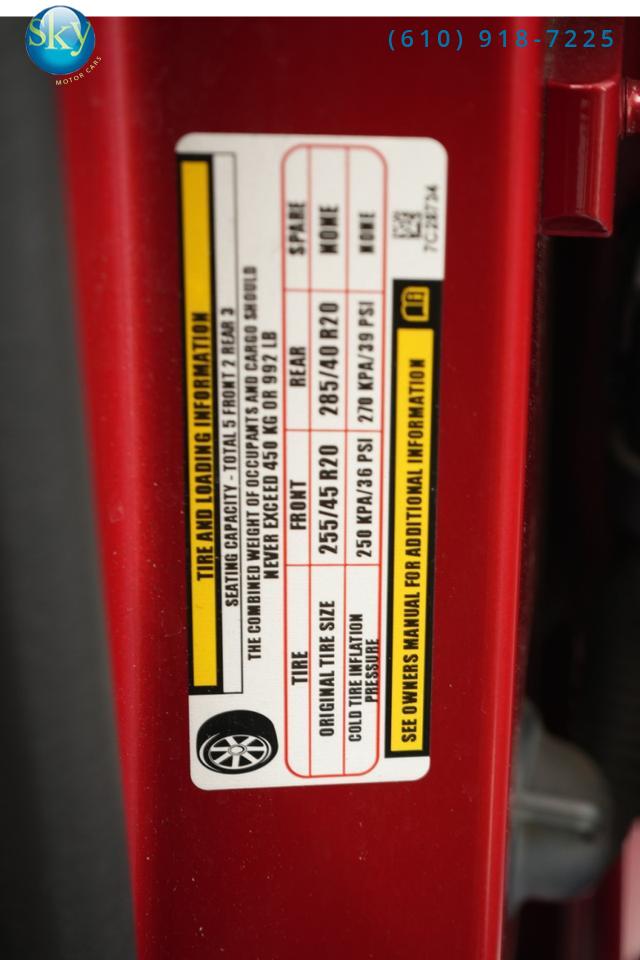 Sky
MOTOR CARS
(610) 918-7225
TIRE AND LOADING INFORMATION
SEATING CAPACITY - TOTAL 5 FRONT 2 REAR 3
THE COMBINED WEIGHT OF OCCUPANTS AND CARGO SHOULD
NEVER EXCEED 450 KG OR 992 LB
TIRE FRONT REAR SPARE
ORIGINAL TIRE SIZE 255/45 R20 285/40 R20 NONE
COLD TIRE INFLATION
PRESSURE 250 KPA/36 PSI 270 KPA/39 PSI NONE
SEE OWNERS MANUAL FOR ADDITIONAL INFORMATION
7C28734